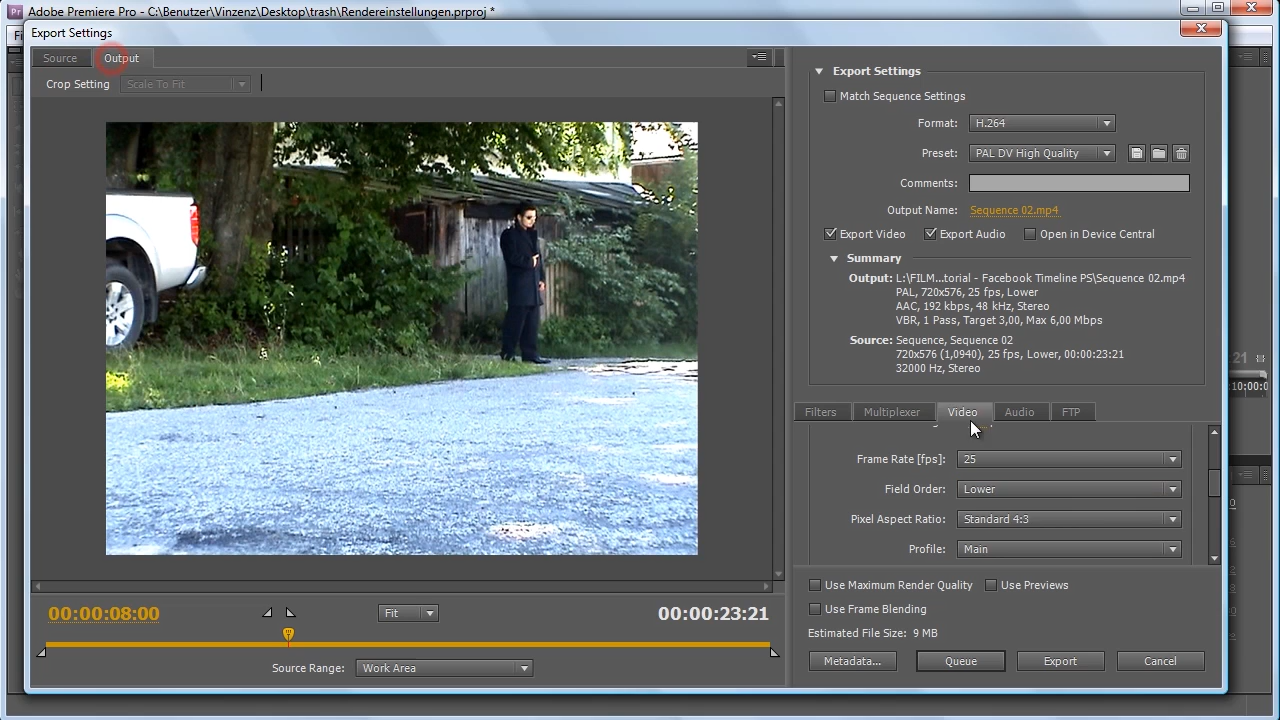 Adobe Premiere Pro - C:\Benutzer\Vinzenz\Desktop\trash\Rendereinstellungen.prproj *
Export Settings
Source
Output
Crop Setting
Scale To Fit
Export Settings
Match Sequence Settings
Format: H.264
Preset: PAL DV High Quality
Comments:
Output Name: Sequence 02.mp4
Export Video
Export Audio
Open in Device Central
Summary
Output: L:\FILM...torial - Facebook Timeline PS\Sequence 02.mp4
PAL, 720x576, 25 fps, Lower
AAC, 192 kbps, 48 kHz, Stereo
VBR, 1 Pass, Target 3,00, Max 6,00 Mbps
Source: Sequence, Sequence 02
720x576 (1,0940), 25 fps, Lower, 00:00:23:21
32000 Hz, Stereo
Filters
Multiplexer
Video
Audio
FTP
Frame Rate [fps]: 25
Field Order: Lower
Pixel Aspect Ratio: Standard 4:3
Profile: Main
Use Maximum Render Quality
Use Previews
Use Frame Blending
Estimated File Size: 9 MB
Metadata...
Queue
Export
Cancel
00:00:08:00
Fit
00:00:23:21
Source Range: Work Area